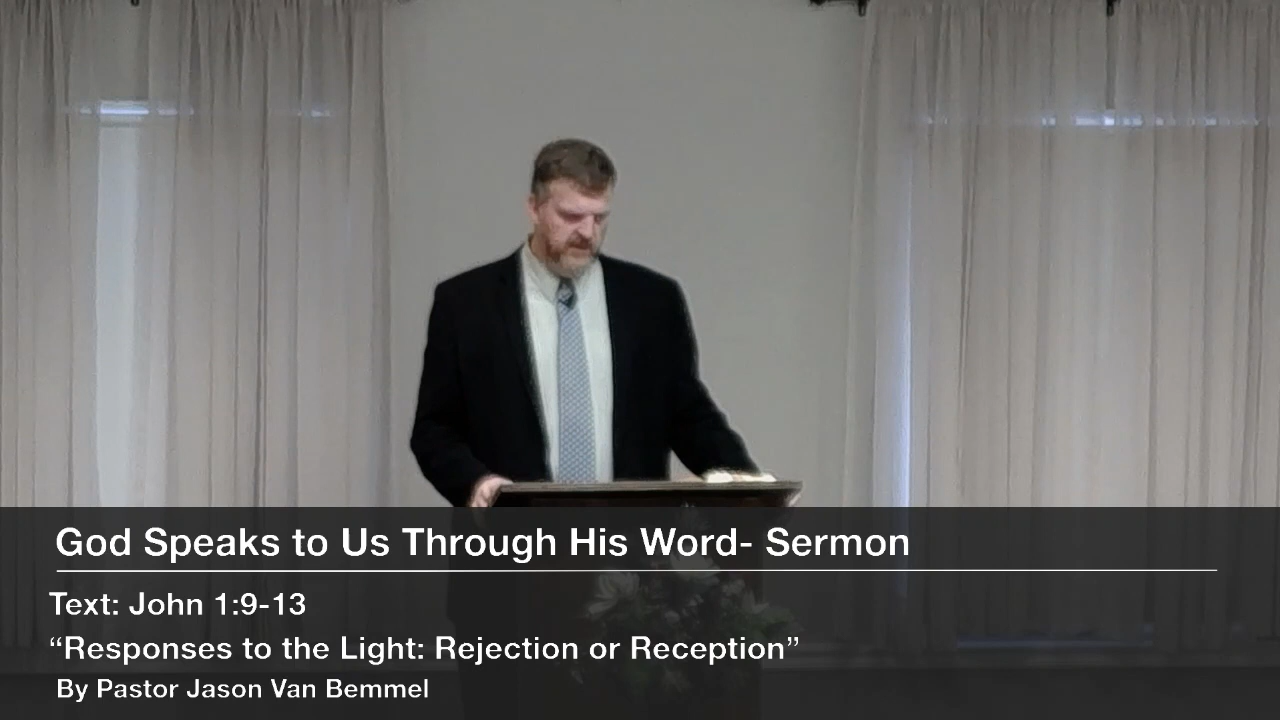 God Speaks to Us Through His Word- Sermon
Text: John 1:9-13
“Responses to the Light: Rejection or Reception”
By Pastor Jason Van Bemmel